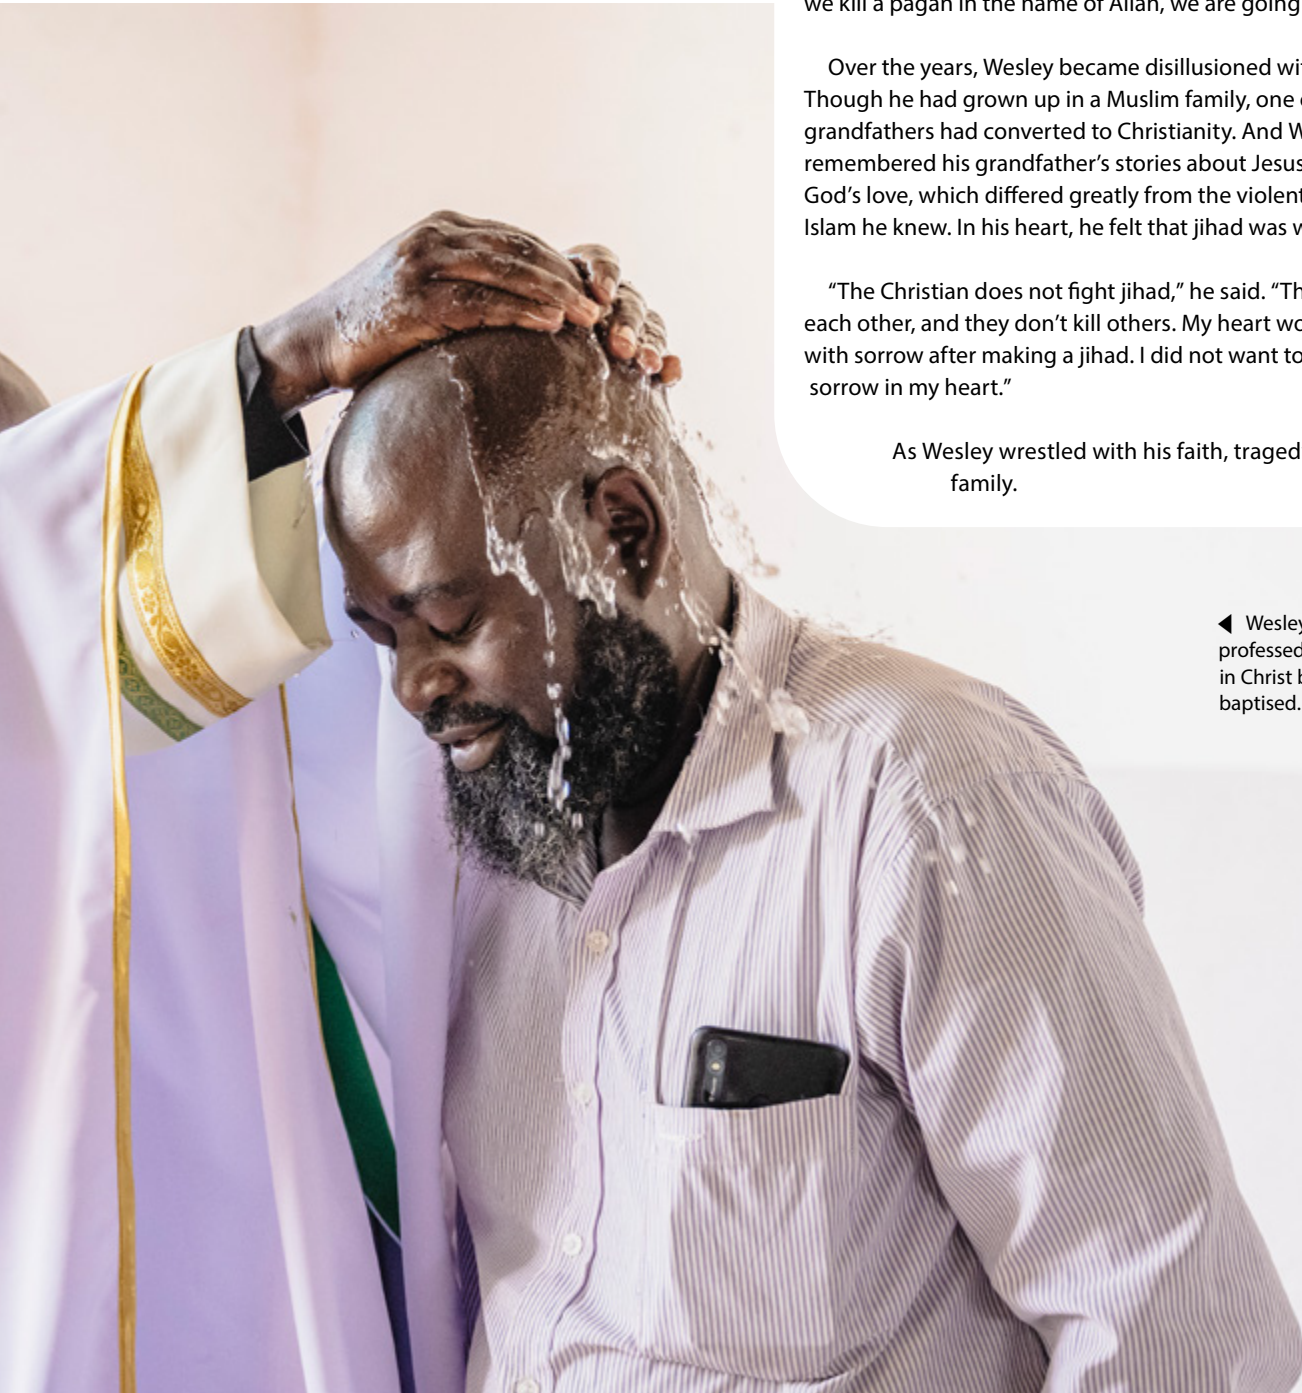 we kill a pagan in the name of Allah, we are going
Over the years, Wesley became disillusioned
Though he had grown up in a Muslim family, one
grandfathers had converted to Christianity. And
remembered his grandfather’s stories about Jesus
God’s love, which differed greatly from the violent
Islam he knew. In his heart, he felt that jihad was
“The Christian does not fight jihad,” he said.
each other, and they don’t kill others. My heart
with sorrow after making a jihad. I did not want to
sorrow in my heart.”
As Wesley wrestled with his faith,
family.
◀ Wesley
professed
in Christ
baptised.